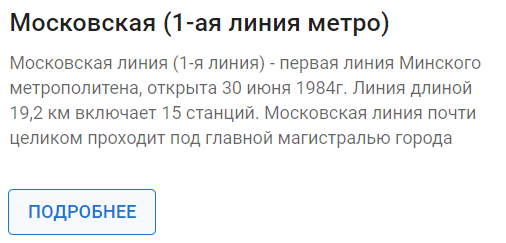 Московская (1-ая линия метро)
Московская линия (1-я линия) - первая линия Минского
метрополитена, открыта 30 июня 1984г. Линия длиной
19,2 км включает 15 станций. Московская линия почти
целиком проходит под главной магистралью города
ПОДРОБНЕЕ